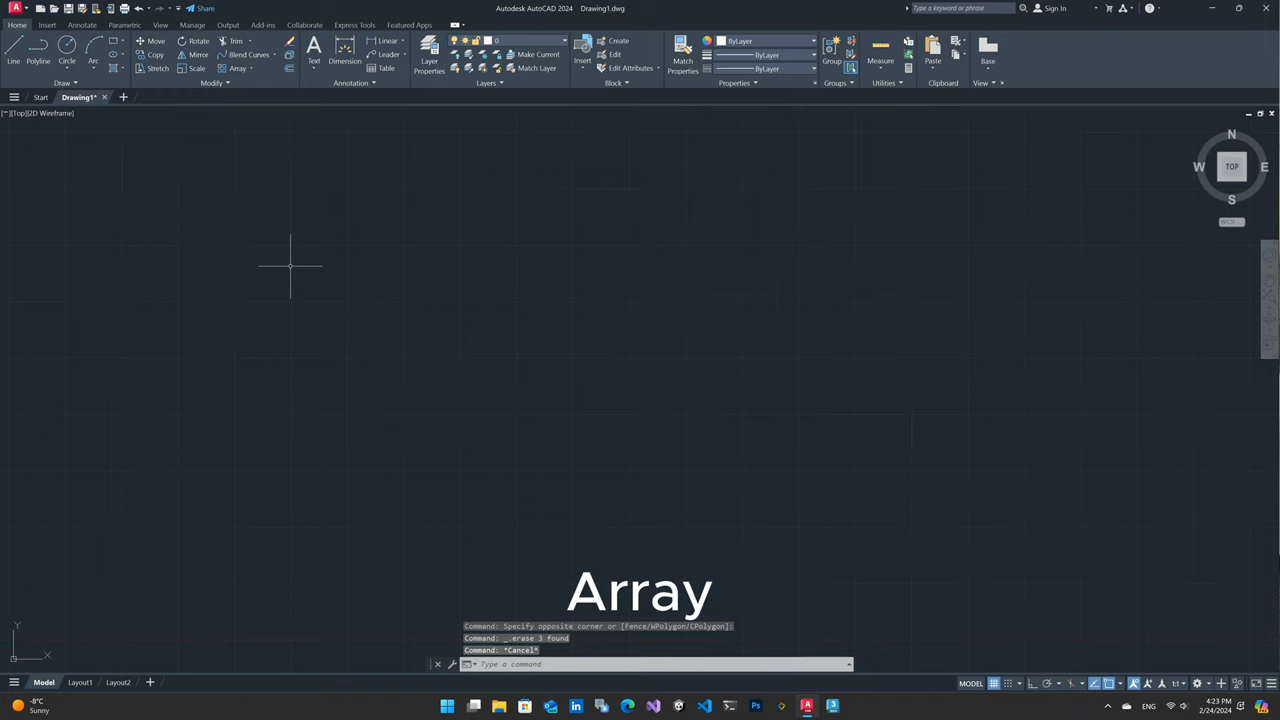 Share
Autodesk AutoCAD 2024 Drawing1.dwg
Type a keyword or phrase
Sign In
Home Insert Annotate Parametric View Manage Output Add-ins Collaborate Express Tools Featured Apps
Line
Polyline
Circle
Arc
Move
Copy
Stretch
Rotate
Mirror
Scale
Trim
Blend Curves
Array
Text
Dimension
Linear
Leader
Table
Layer
Properties
0
Make Current
Match Layer
Insert
Create
Edit
Edit Attributes
Match
Properties
ByLayer
ByLayer
ByLayer
Group
Measure
Paste
Base
Draw
Modify
Annotation
Layers
Block
Properties
Groups
Utilities
Clipboard
View
Start
Drawing1*
[−][Top][2D Wireframe]
N
W TOP E
S
WCS
Array
Command: Specify opposite corner or [Fence/WPolygon/CPolygon]:
Command: _.erase 3 found
Command: *Cancel*
Type a command
Y
X
Model Layout1 Layout2
MODEL
1:1
-8°C
Sunny
ENG
4:23 PM
2/24/2024